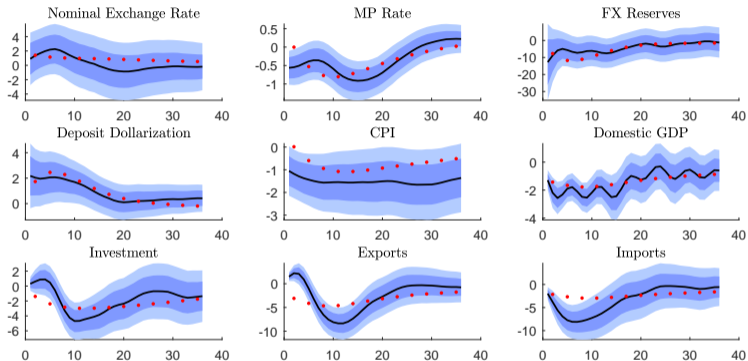 Nominal Exchange Rate
MP Rate
FX Reserves
4
2
0
-2
-4
0 10 20 30 40
0.5
0
-0.5
-1
0 10 20 30 40
0
-10
-20
-30
0 10 20 30 40
Deposit Dollarization
CPI
Domestic GDP
4
2
0
0 10 20 30 40
0
-1
-2
-3
0 10 20 30 40
0
-2
-4
0 10 20 30 40
Investment
Exports
Imports
2
0
-2
-4
-6
0 10 20 30 40
0
-5
-10
0 10 20 30 40
0
-5
-10
0 10 20 30 40